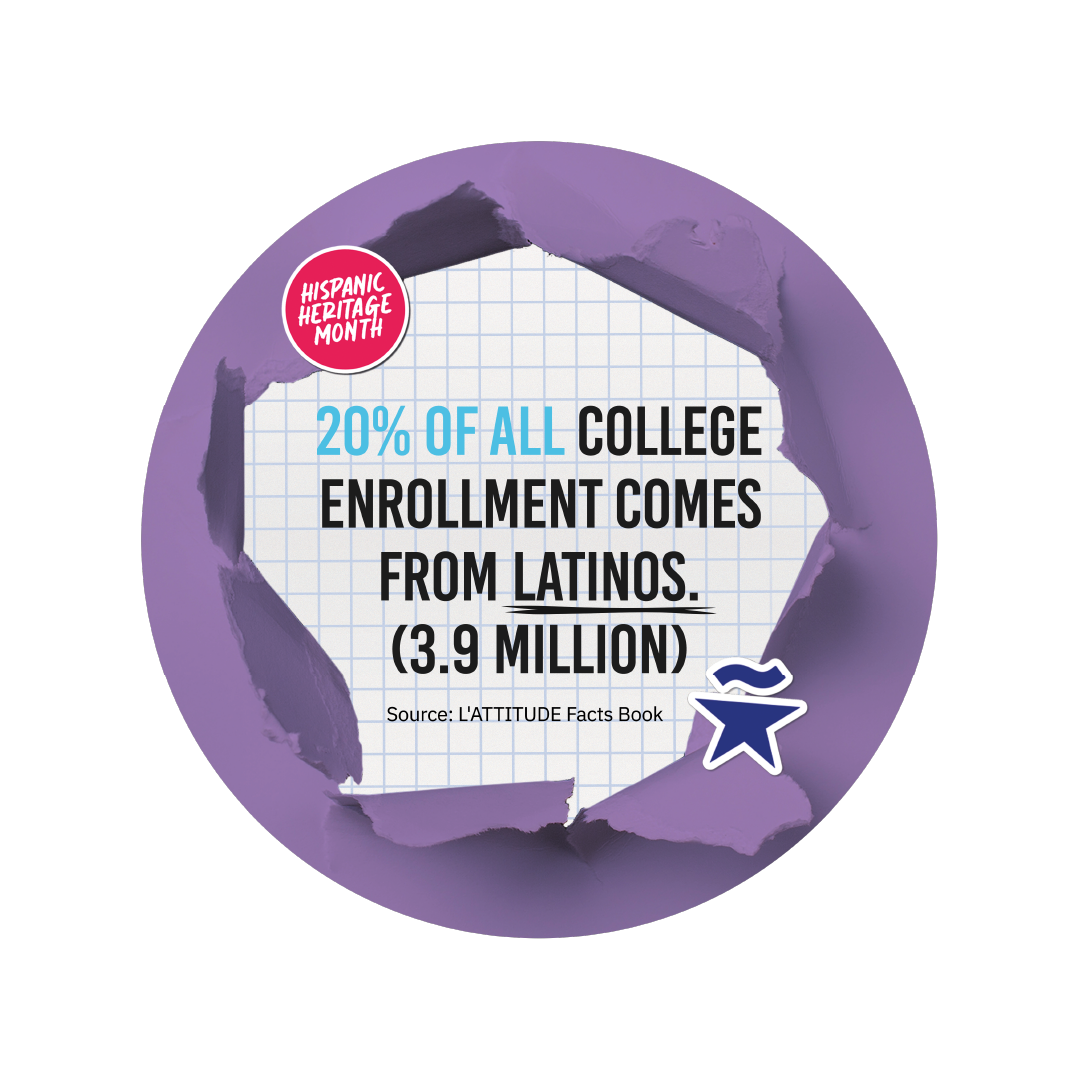 HISPANIC
HERITAGE
MONTH
20% OF ALL COLLEGE
ENROLLMENT COMES
FROM LATINOS.
(3.9 MILLION)
Source: L'ATTITUDE Facts Book